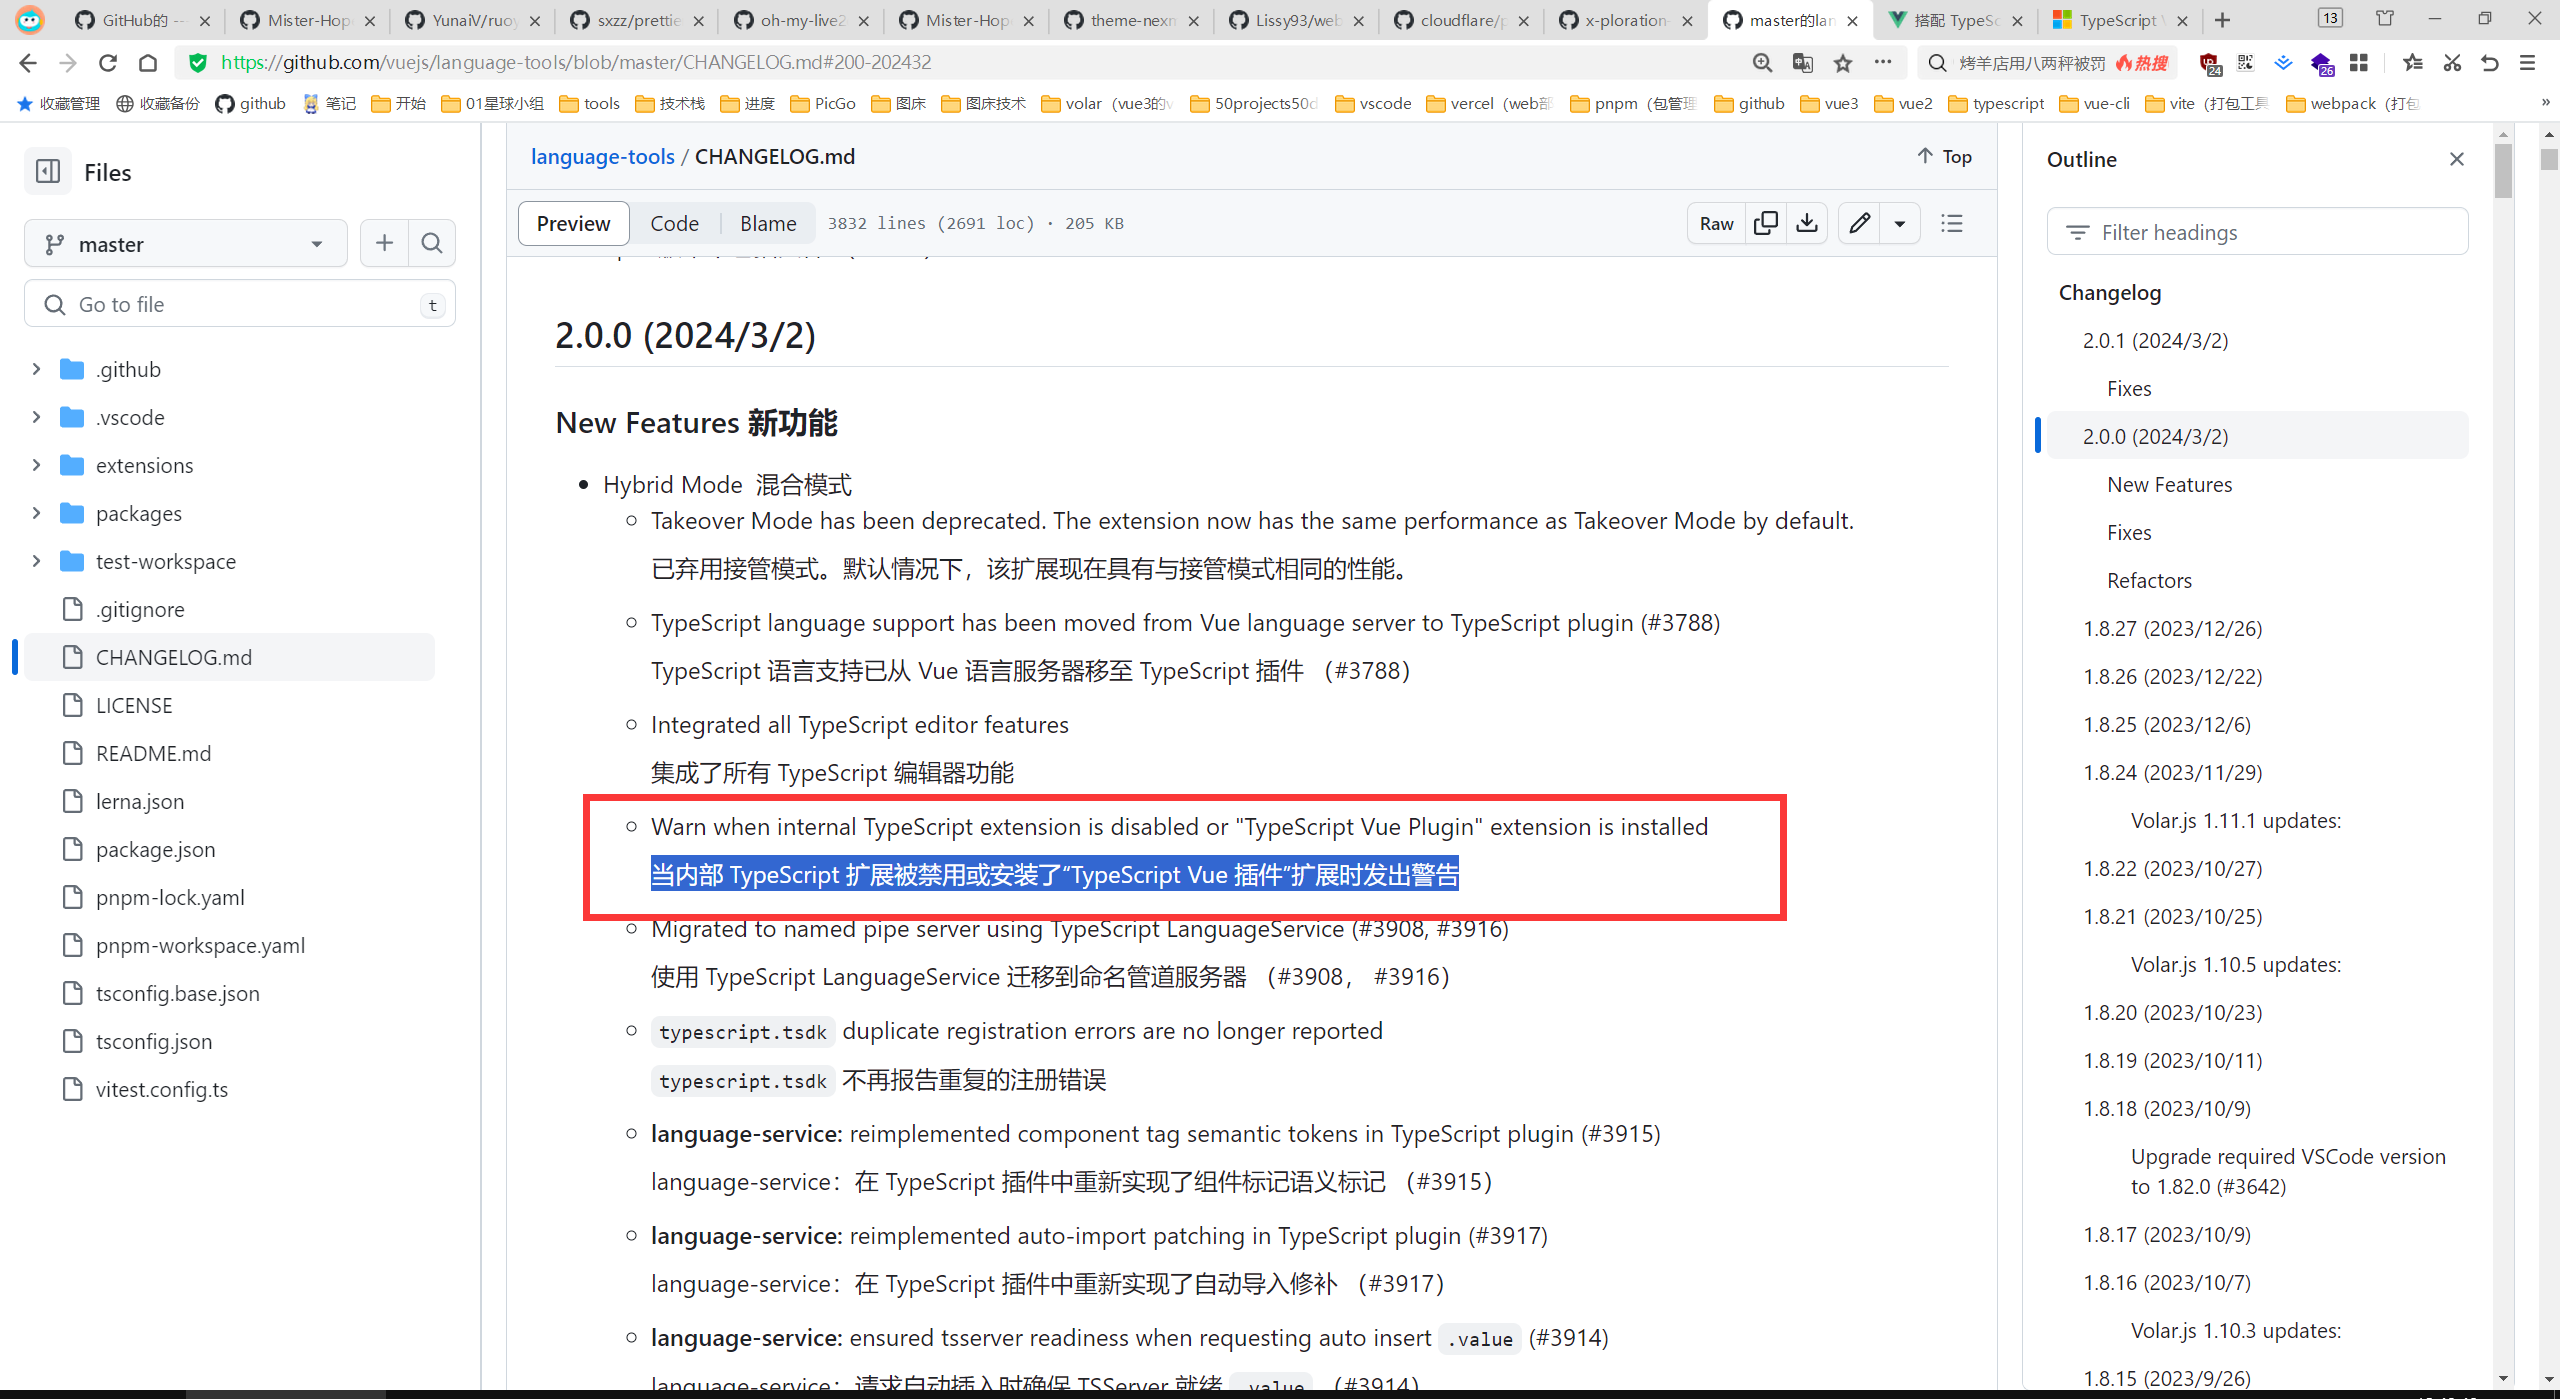 GitHub的
Mister-Hop
YunaiV/ruoy
sxzz/prettie
oh-my-live2
Mister-Hop
theme-nexm
Lissy93/web
cloudflare/p
x-ploration-
master的lan
搭配 TypeSc
TypeScript V
13
https://github.com/vuejs/language-tools/blob/master/CHANGELOG.md#200-202432
烤羊店用八两秤被罚
热搜
24
26
收藏管理
收藏备份
github
笔记
开始
01星球小组
tools
技术栈
进度
PicGo
图床
图床技术
volar（vue3的v
50projects50d
vscode
vercel（web部
pnpm（包管理
github
vue3
vue2
typescript
vue-cli
vite（打包工具
webpack（打包
Files
master
Go to file
t
.github
.vscode
extensions
packages
test-workspace
.gitignore
CHANGELOG.md
LICENSE
README.md
lerna.json
package.json
pnpm-lock.yaml
pnpm-workspace.yaml
tsconfig.base.json
tsconfig.json
vitest.config.ts
language-tools / CHANGELOG.md
Top
Preview
Code
Blame
3832 lines (2691 loc) · 205 KB
Raw
2.0.0 (2024/3/2)
New Features 新功能
Hybrid Mode 混合模式
Takeover Mode has been deprecated. The extension now has the same performance as Takeover Mode by default.
已弃用接管模式。默认情况下，该扩展现在具有与接管模式相同的性能。
TypeScript language support has been moved from Vue language server to TypeScript plugin (#3788)
TypeScript 语言支持已从 Vue 语言服务器移至 TypeScript 插件 （#3788）
Integrated all TypeScript editor features
集成了所有 TypeScript 编辑器功能
Warn when internal TypeScript extension is disabled or "TypeScript Vue Plugin" extension is installed
当内部 TypeScript 扩展被禁用或安装了“TypeScript Vue 插件”扩展时发出警告
Migrated to named pipe server using TypeScript LanguageService (#3908, #3916)
使用 TypeScript LanguageService 迁移到命名管道服务器 （#3908， #3916）
typescript.tsdk duplicate registration errors are no longer reported
typescript.tsdk 不再报告重复的注册错误
language-service: reimplemented component tag semantic tokens in TypeScript plugin (#3915)
language-service：在 TypeScript 插件中重新实现了组件标记语义标记 （#3915）
language-service: reimplemented auto-import patching in TypeScript plugin (#3917)
language-service：在 TypeScript 插件中重新实现了自动导入修补 （#3917）
language-service: ensured tsserver readiness when requesting auto insert .value (#3914)
language-service：请求自动插入时确保 TSServer 就绪 .value （#3914）
Outline
Filter headings
Changelog
2.0.1 (2024/3/2)
Fixes
2.0.0 (2024/3/2)
New Features
Fixes
Refactors
1.8.27 (2023/12/26)
1.8.26 (2023/12/22)
1.8.25 (2023/12/6)
1.8.24 (2023/11/29)
Volar.js 1.11.1 updates:
1.8.22 (2023/10/27)
1.8.21 (2023/10/25)
Volar.js 1.10.5 updates:
1.8.20 (2023/10/23)
1.8.19 (2023/10/11)
1.8.18 (2023/10/9)
Upgrade required VSCode version
to 1.82.0 (#3642)
1.8.17 (2023/10/9)
1.8.16 (2023/10/7)
Volar.js 1.10.3 updates:
1.8.15 (2023/9/26)